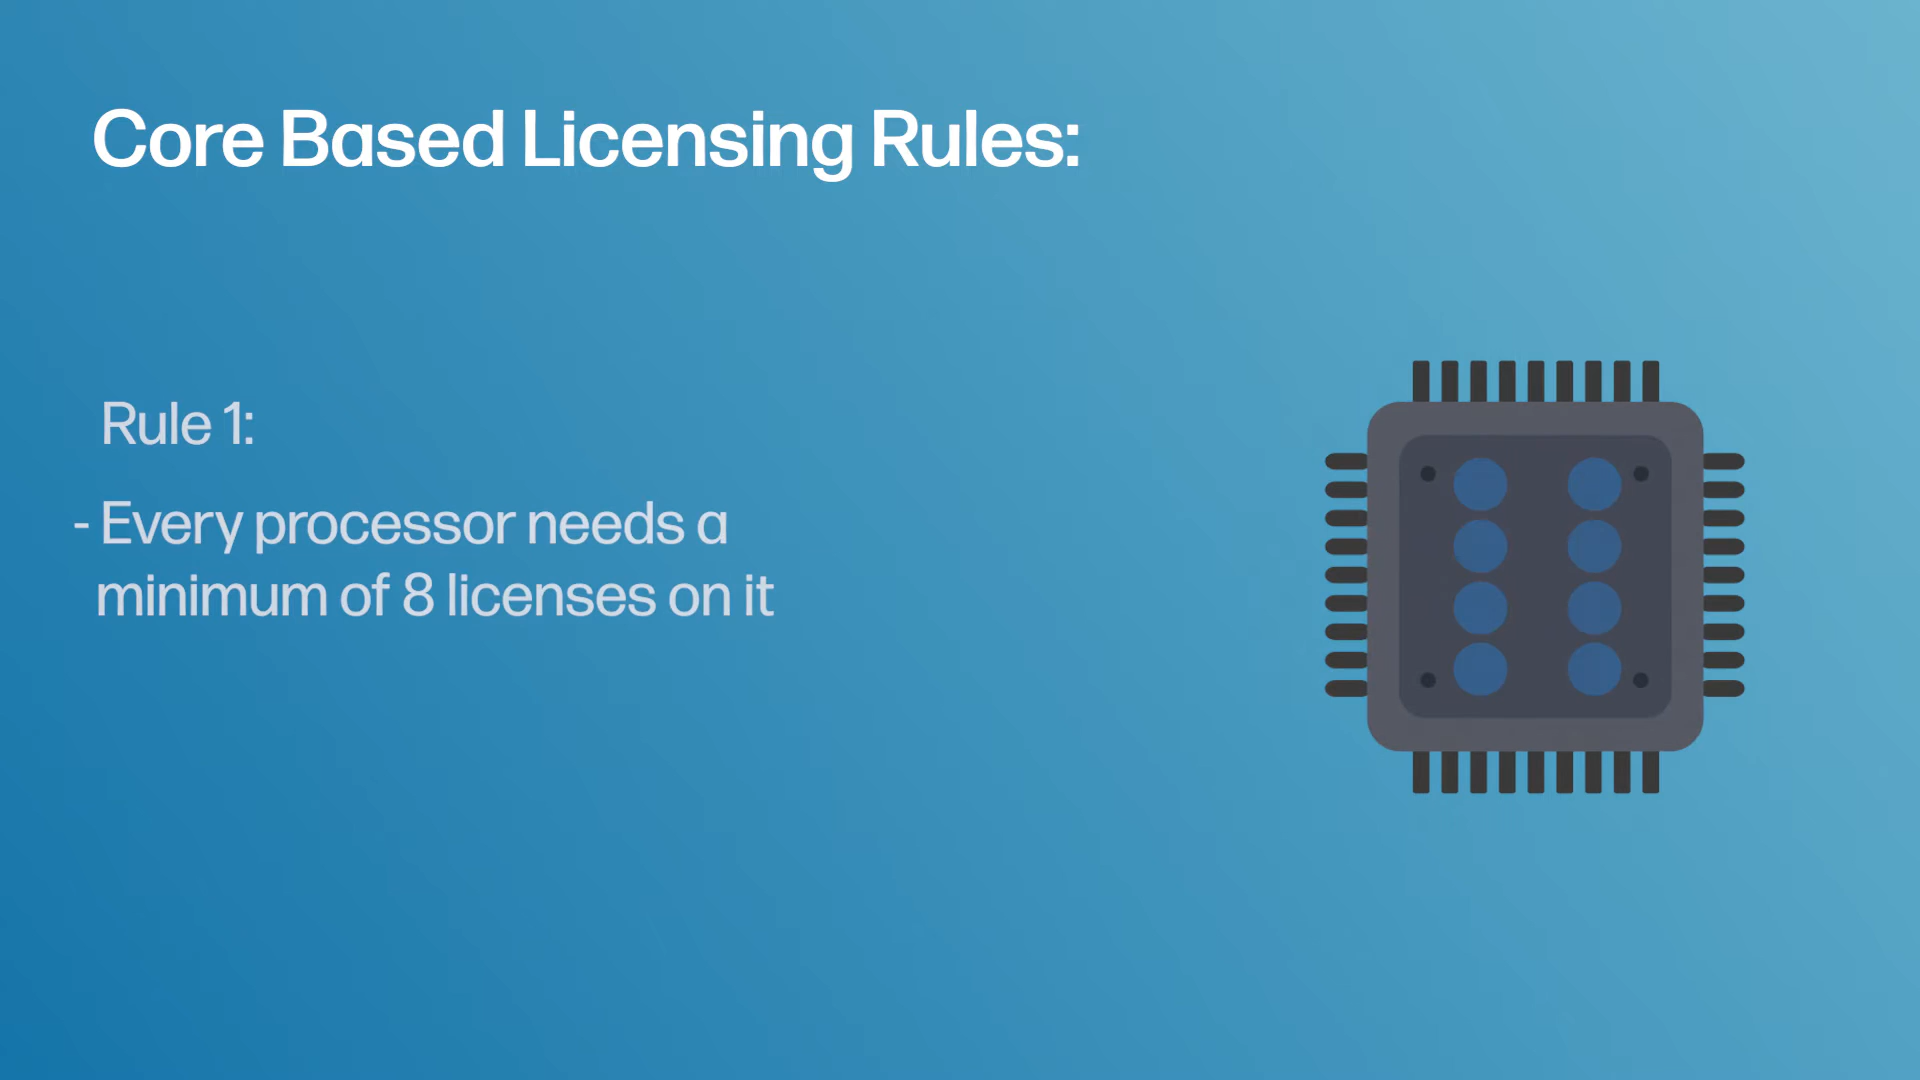 Core Based Licensing Rules:
Rule 1:
- Every processor needs a
minimum of 8 licenses on it